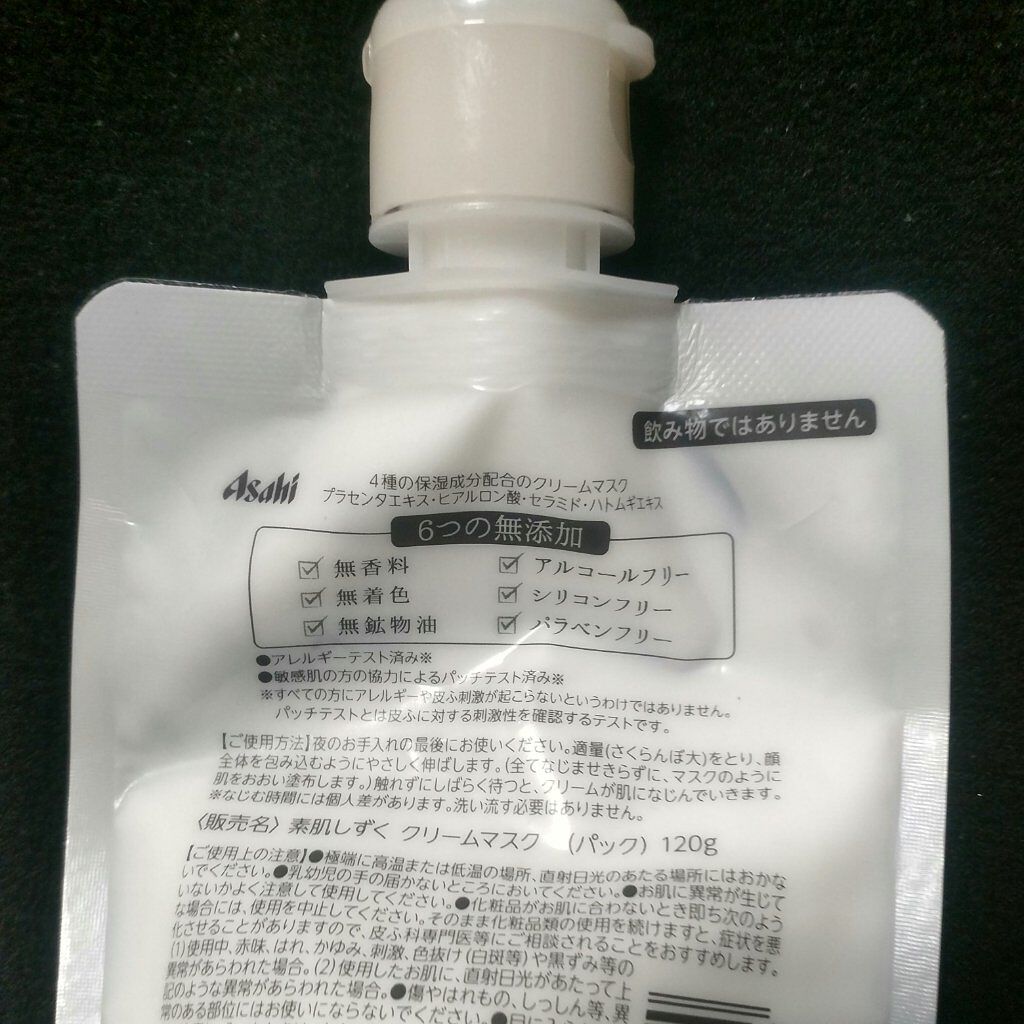 飲み物ではありません
Asahi
4種の保湿成分配合のクリームマスク
プラセンタエキス・ヒアルロン酸・セラミド・ハトムギエキス
6つの無添加
無香料 アルコールフリー
無着色 シリコンフリー
無鉱物油 パラベンフリー
●アレルギーテスト済み※
●敏感肌の方の協力によるパッチテスト済み※
※すべての方にアレルギーや皮ふ刺激が起こらないというわけではありません。
パッチテストとは皮ふに対する刺激性を確認するテストです。
【ご使用方法】夜のお手入れの最後にお使いください。適量(さくらんぼ大)をとり、顔
全体を包み込むようにやさしく伸ばします。(全てなじませきらずに、マスクのように
肌をおおい塗布します。)触れずにしばらく待つと、クリームが肌になじんでいきます。
※なじむ時間には個人差があります。洗い流す必要はありません。
〈販売名〉素肌しずく クリームマスク (パック) 120g
【ご使用上の注意】●極端に高温または低温の場所、直射日光のあたる場所にはおかな
いでください。●乳幼児の手の届かないところにおいてください。●お肌に異常が生じて
いないかよく注意して使用してください。●化粧品がお肌に合わないとき即ち次のよう
な場合には、使用を中止してください。そのまま化粧品類の使用を続けますと、症状を悪
化させることがありますので、皮ふ科専門医等にご相談されることをおすすめします。
(1)使用中、赤味、はれ、かゆみ、刺激、色抜け(白斑等)や黒ずみ等の
異常があらわれた場合。(2)使用したお肌に、直射日光があたって上
記のような異常があらわれた場合。●傷やはれもの、しっしん等、異
常のある部位にはお使いにならないでください。●目に入